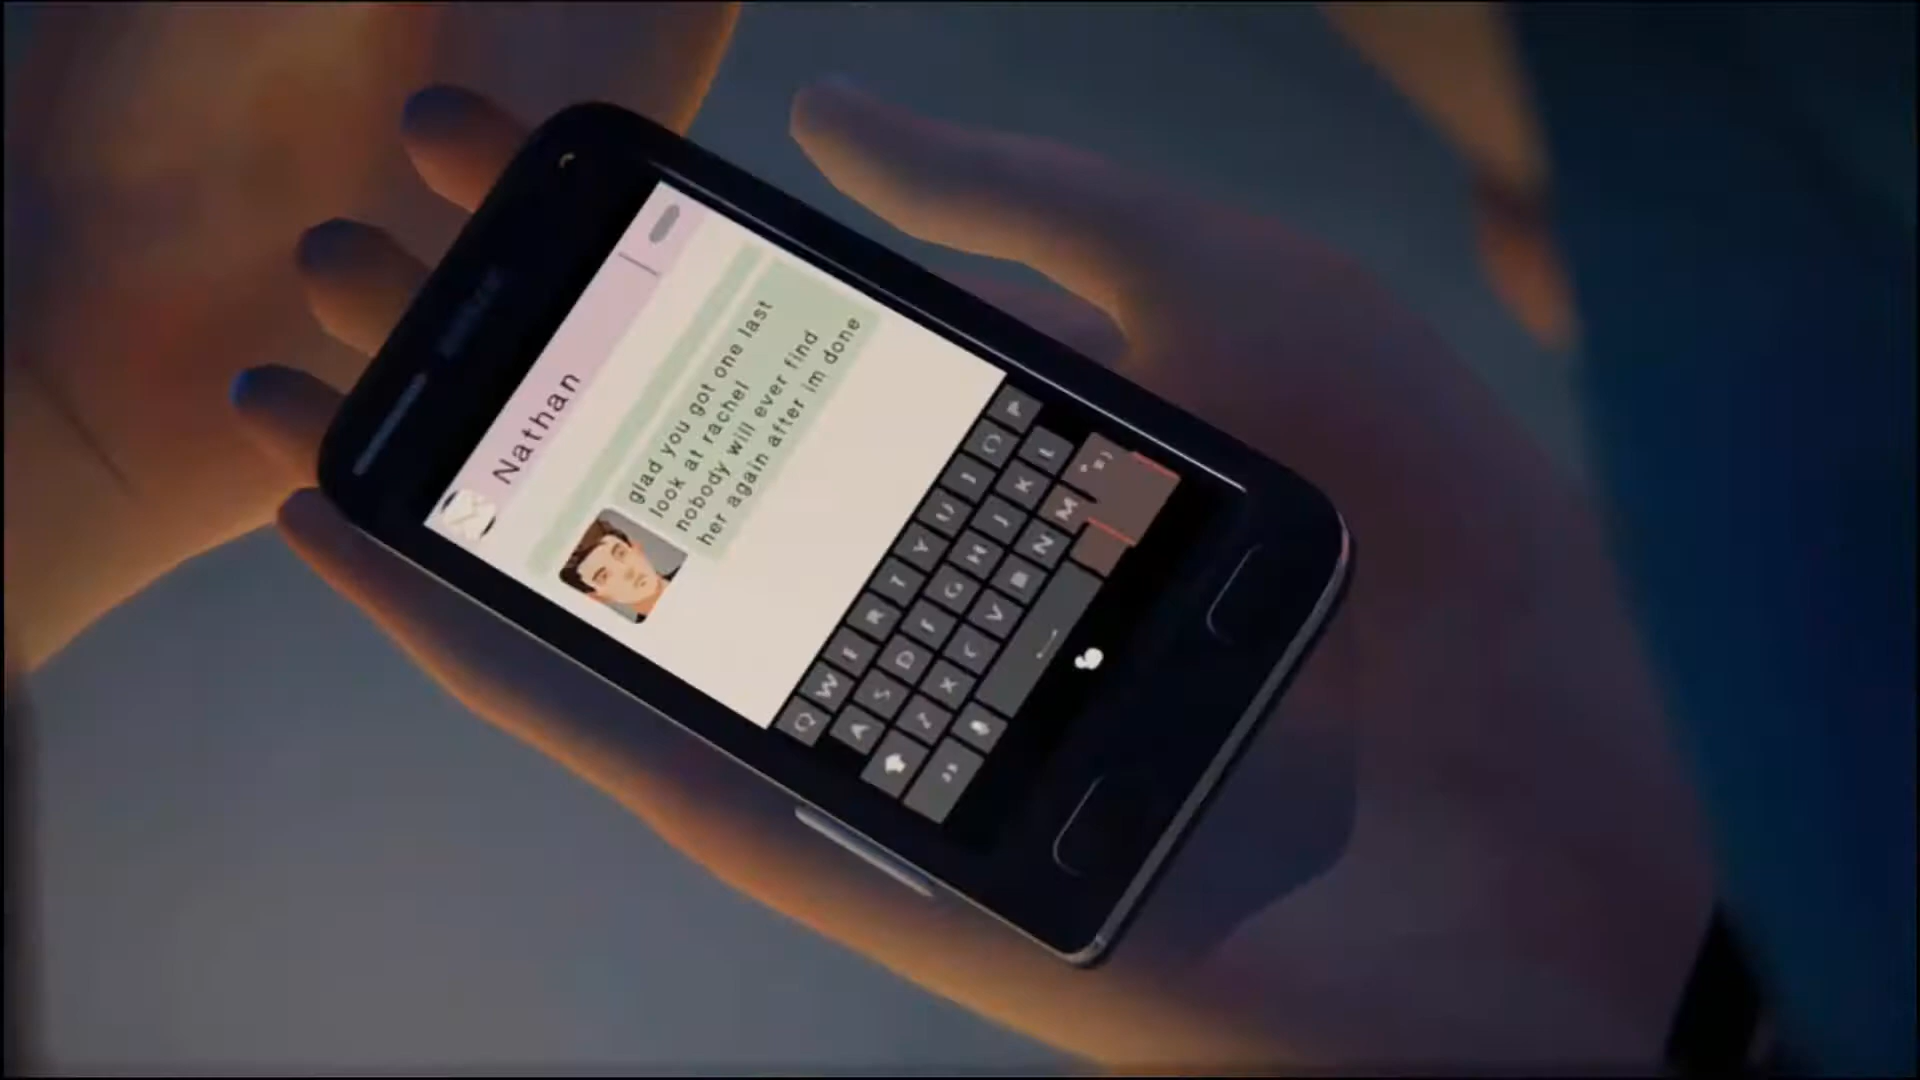 Nathan
glad you got one last
look at rachel
nobody will ever find
her again after im done
Q W E R T Y U I O P
A S D F G H J K L
Z X C V B N M